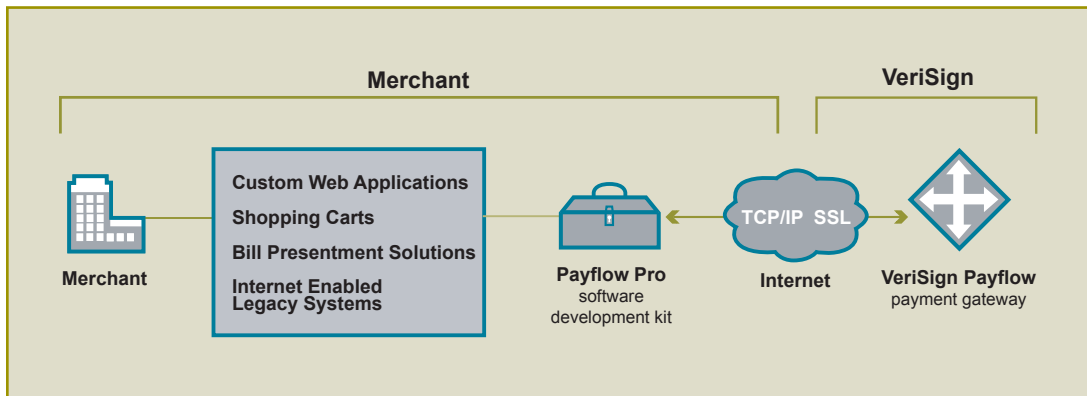 Merchant
VeriSign
Custom Web Applications
Shopping Carts
Bill Presentment Solutions
Internet Enabled
Legacy Systems
Merchant
Payflow Pro
software
development kit
TCP/IP SSL
Internet
VeriSign Payflow
payment gateway